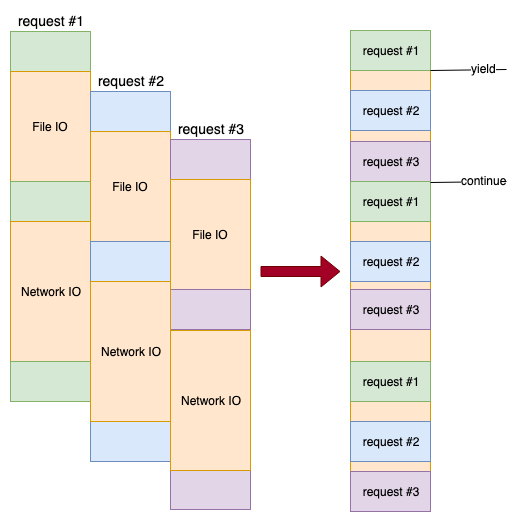 request #1
File IO
Network IO
request #2
File IO
Network IO
request #3
File IO
Network IO
request #1
yield
request #2
request #3
continue
request #1
request #2
request #3
request #1
request #2
request #3